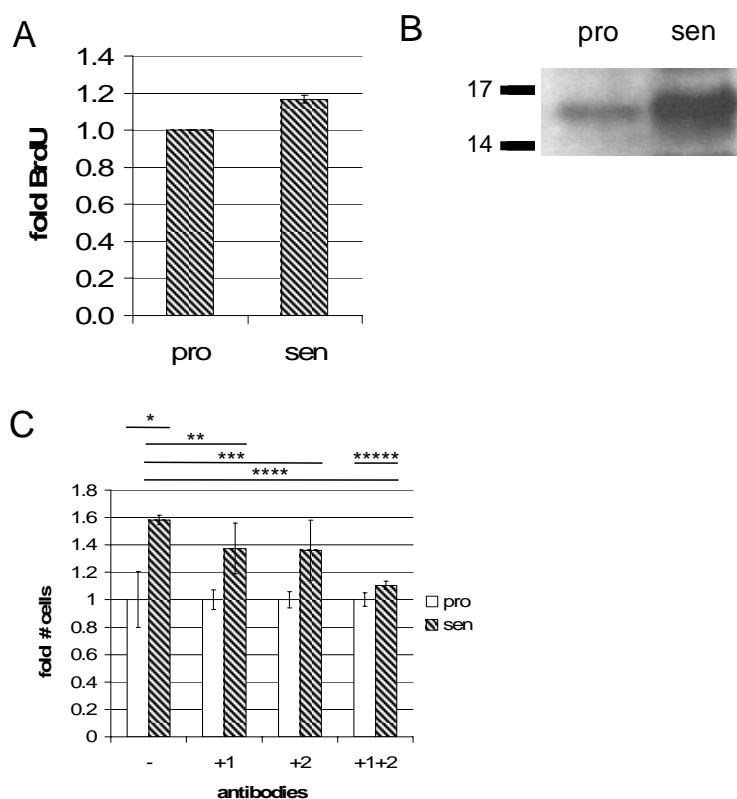 A
fold BrdU
1.4
1.2
1.0
0.8
0.6
0.4
0.2
0.0
pro sen
B
pro sen
17
14
C
*
**
***
*****
****
fold # cells
1.8
1.6
1.4
1.2
1
0.8
0.6
0.4
0.2
0
- +1 +2 +1+2
antibodies
pro
sen